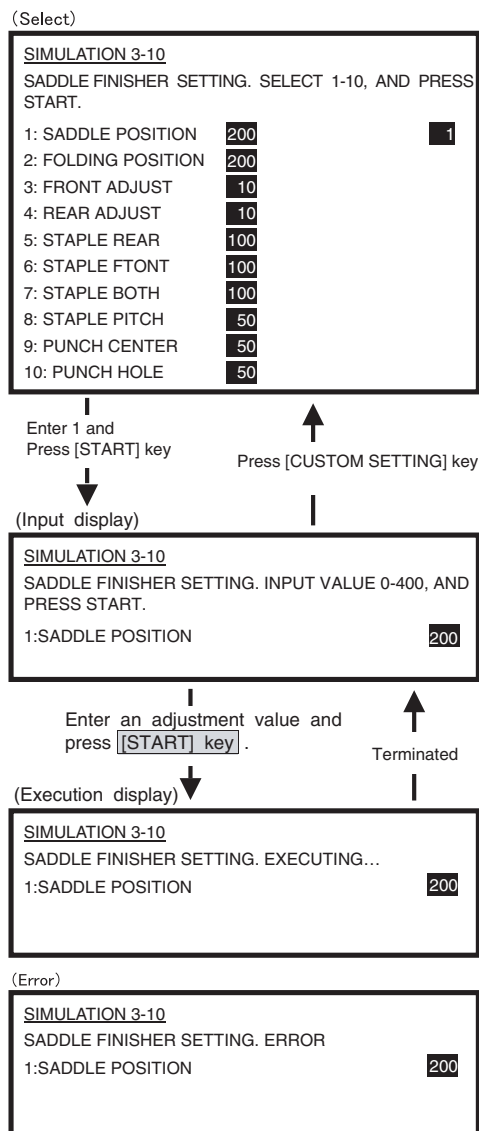 (Select)
SIMULATION 3-10
SADDLE FINISHER SETTING. SELECT 1-10, AND PRESS
START.
1: SADDLE POSITION 200 1
2: FOLDING POSITION 200
3: FRONT ADJUST 10
4: REAR ADJUST 10
5: STAPLE REAR 100
6: STAPLE FTONT 100
7: STAPLE BOTH 100
8: STAPLE PITCH 50
9: PUNCH CENTER 50
10: PUNCH HOLE 50
Enter 1 and
Press [START] key
Press [CUSTOM SETTING] key
(Input display)
SIMULATION 3-10
SADDLE FINISHER SETTING. INPUT VALUE 0-400, AND
PRESS START.
1:SADDLE POSITION 200
Enter an adjustment value and
press [START] key .
Terminated
(Execution display)
SIMULATION 3-10
SADDLE FINISHER SETTING. EXECUTING…
1:SADDLE POSITION 200
(Error)
SIMULATION 3-10
SADDLE FINISHER SETTING. ERROR
1:SADDLE POSITION 200